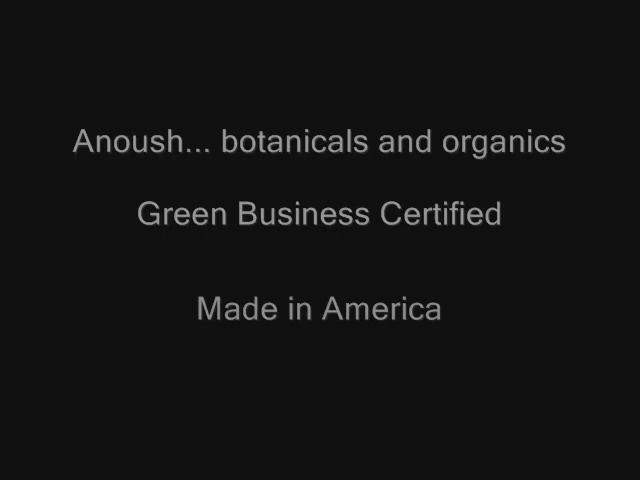 Anoush... botanicals and organics
Green Business Certified
Made in America